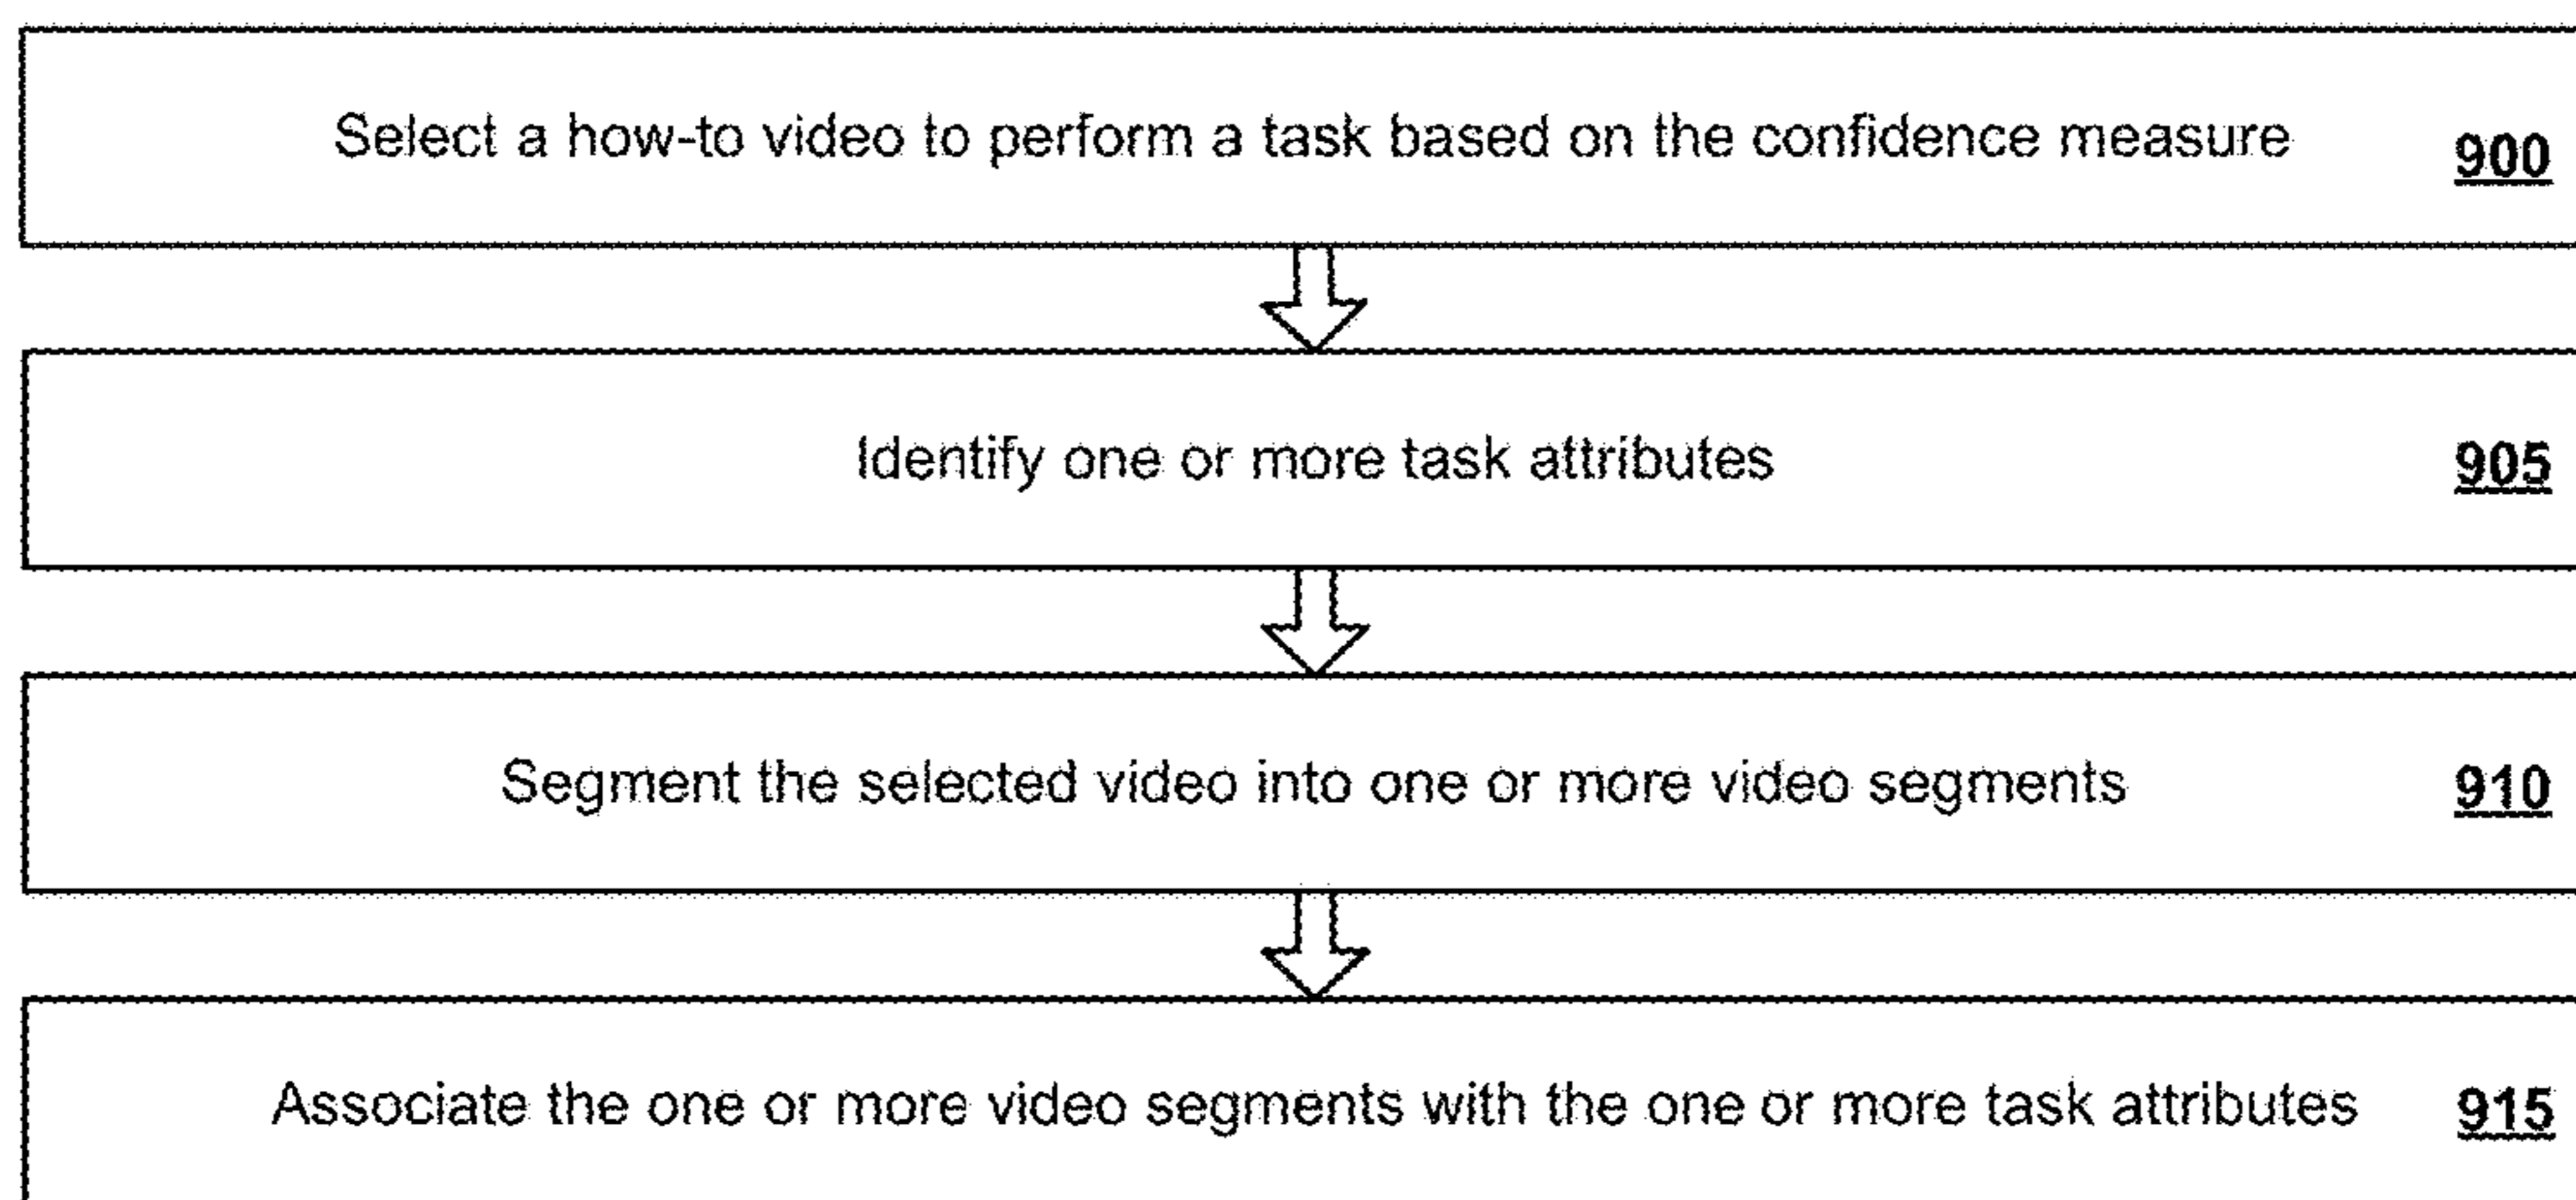 Select a how-to video to perform a task based on the confidence measure 900
Identify one or more task attributes 905
Segment the selected video into one or more video segments 910
Associate the one or more video segments with the one or more task attributes 915